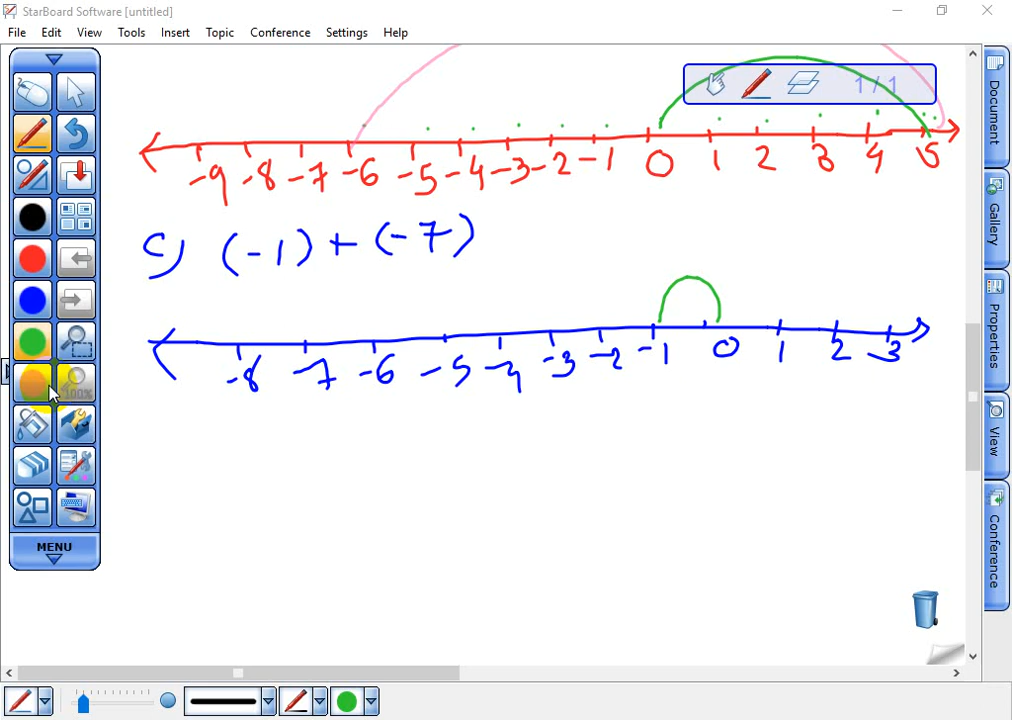 StarBoard Software [untitled]
File Edit View Tools Insert Topic Conference Settings Help
1 / 1
-9 -8 -7 -6 -5 -4 -3 -2 -1 0 1 2 3 4 5
c) (-1) + (-7)
-8 -7 -6 -5 -4 -3 -2 -1 0 1 2 -3
100%
MENU
Document
Gallery
Properties
View
Conference